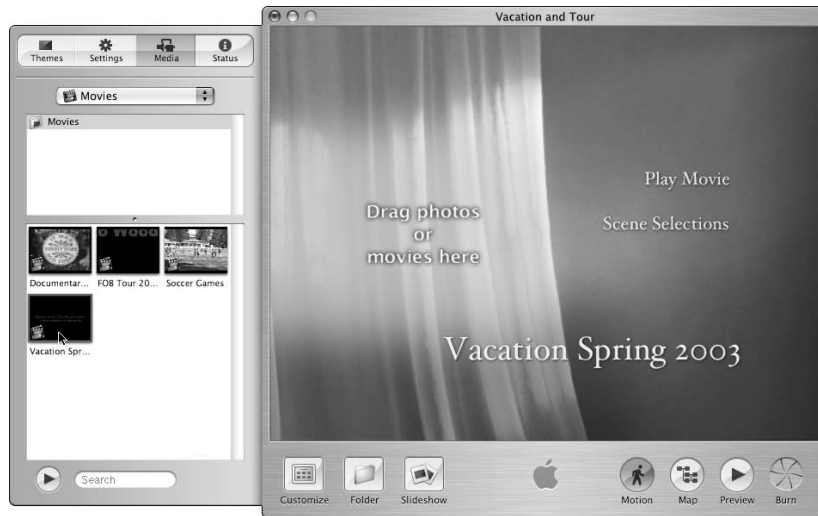 Vacation and Tour
Themes
Settings
Media
Status
Movies
Movies
Documentar...
FOB Tour 20...
Soccer Games
Vacation Spr...
Search
Drag photos
or
movies here
Play Movie
Scene Selections
Vacation Spring 2003
Customize
Folder
Slideshow
Motion
Map
Preview
Burn